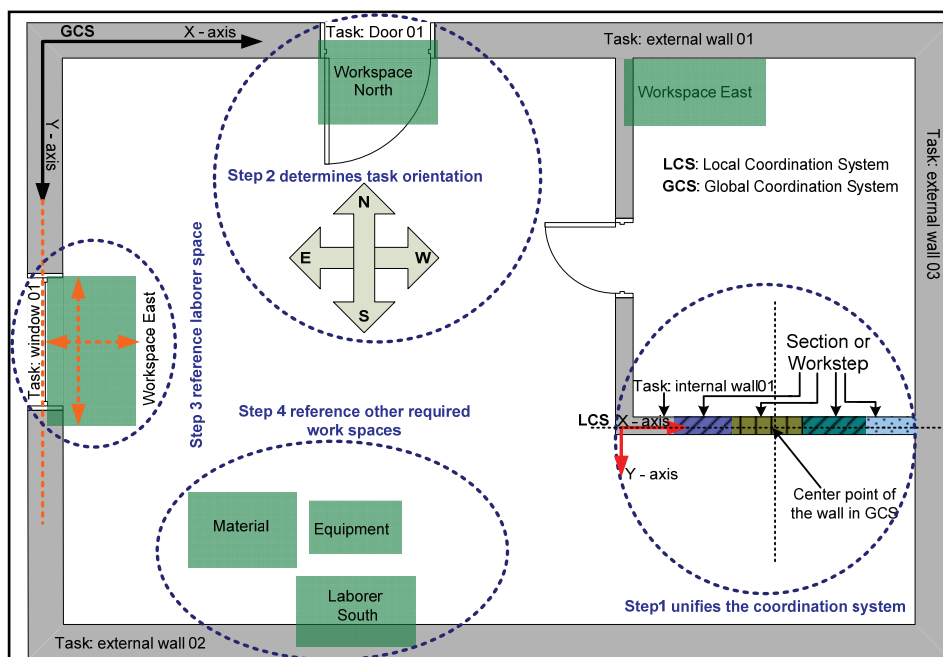 GCS
X - axis
Y - axis
Task: Door 01
Workspace
North
Task: external wall 01
Workspace East
LCS: Local Coordination System
GCS: Global Coordination System
Task: external wall 03
Step 2 determines task orientation
N
E
W
S
Task: window 01
Workspace East
Step 3 reference laborer space
Section or
Workstep
Task: internal wall01
LCS
X - axis
Y - axis
Center point of
the wall in GCS
Step1 unifies the coordination system
Step 4 reference other required
work spaces
Material
Equipment
Laborer
South
Task: external wall 02